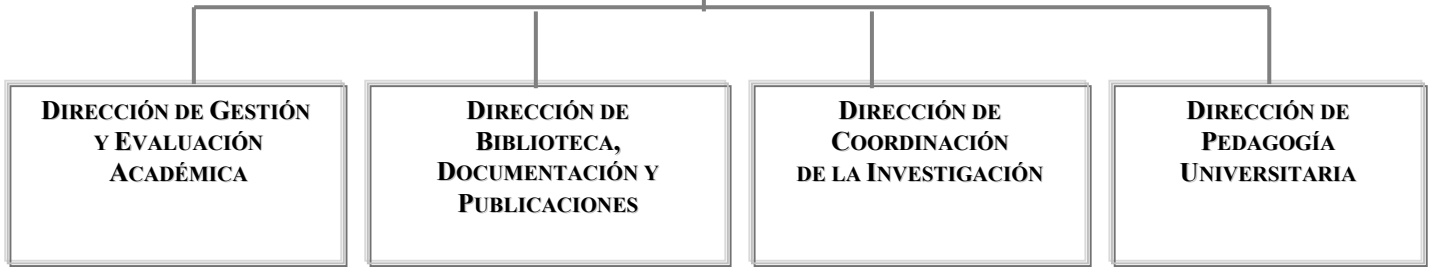 DIRECCIÓN DE GESTIÓN
Y EVALUACIÓN
ACADÉMICA
DIRECCIÓN DE
BIBLIOTECA,
DOCUMENTACIÓN Y
PUBLICACIONES
DIRECCIÓN DE
COORDINACIÓN
DE LA INVESTIGACIÓN
DIRECCIÓN DE
PEDAGOGÍA
UNIVERSITARIA